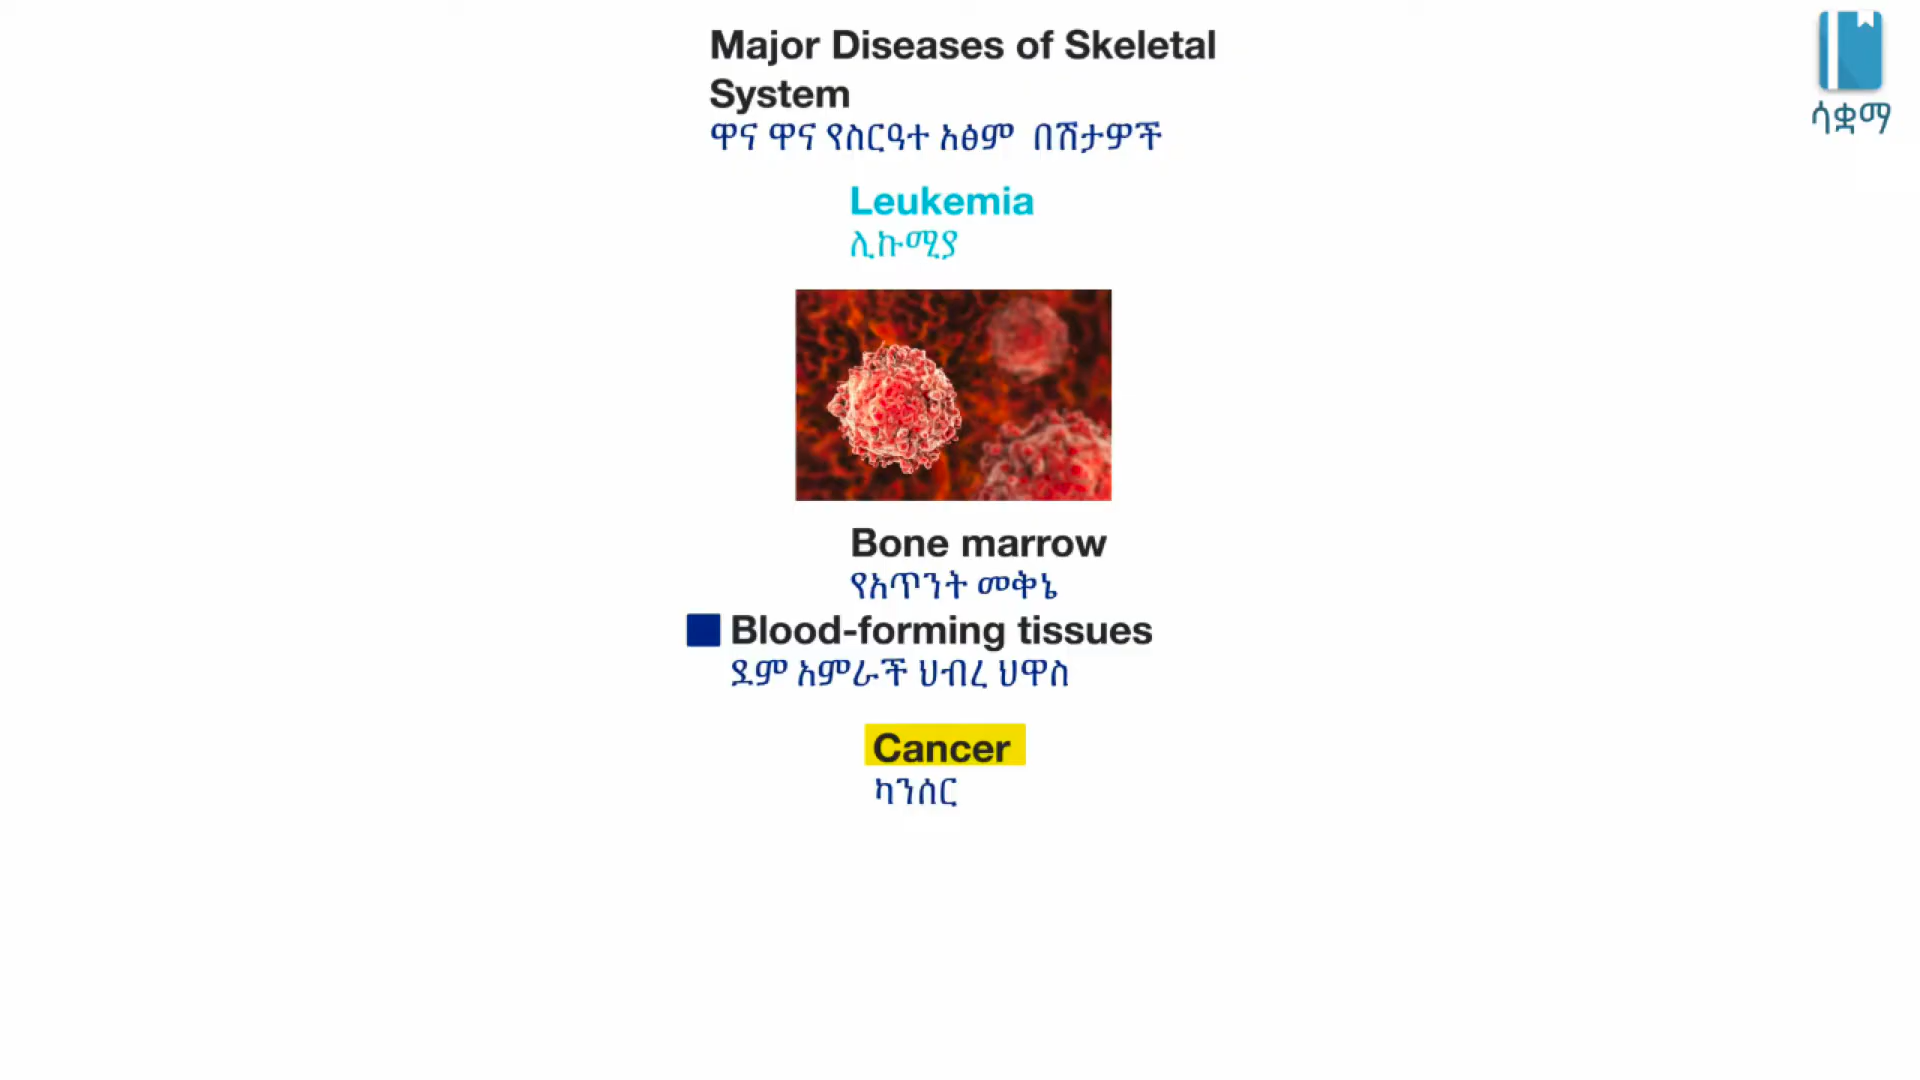 Major Diseases of Skeletal
System
ዋና ዋና የስርዓተ አፅም በሽታዎች
ሳቋማ
Leukemia
ሊኩሚያ
Bone marrow
የአጥንት መቅኔ
Blood-forming tissues
ደም አምራች ህብረ ህዋስ
Cancer
ካንሰር